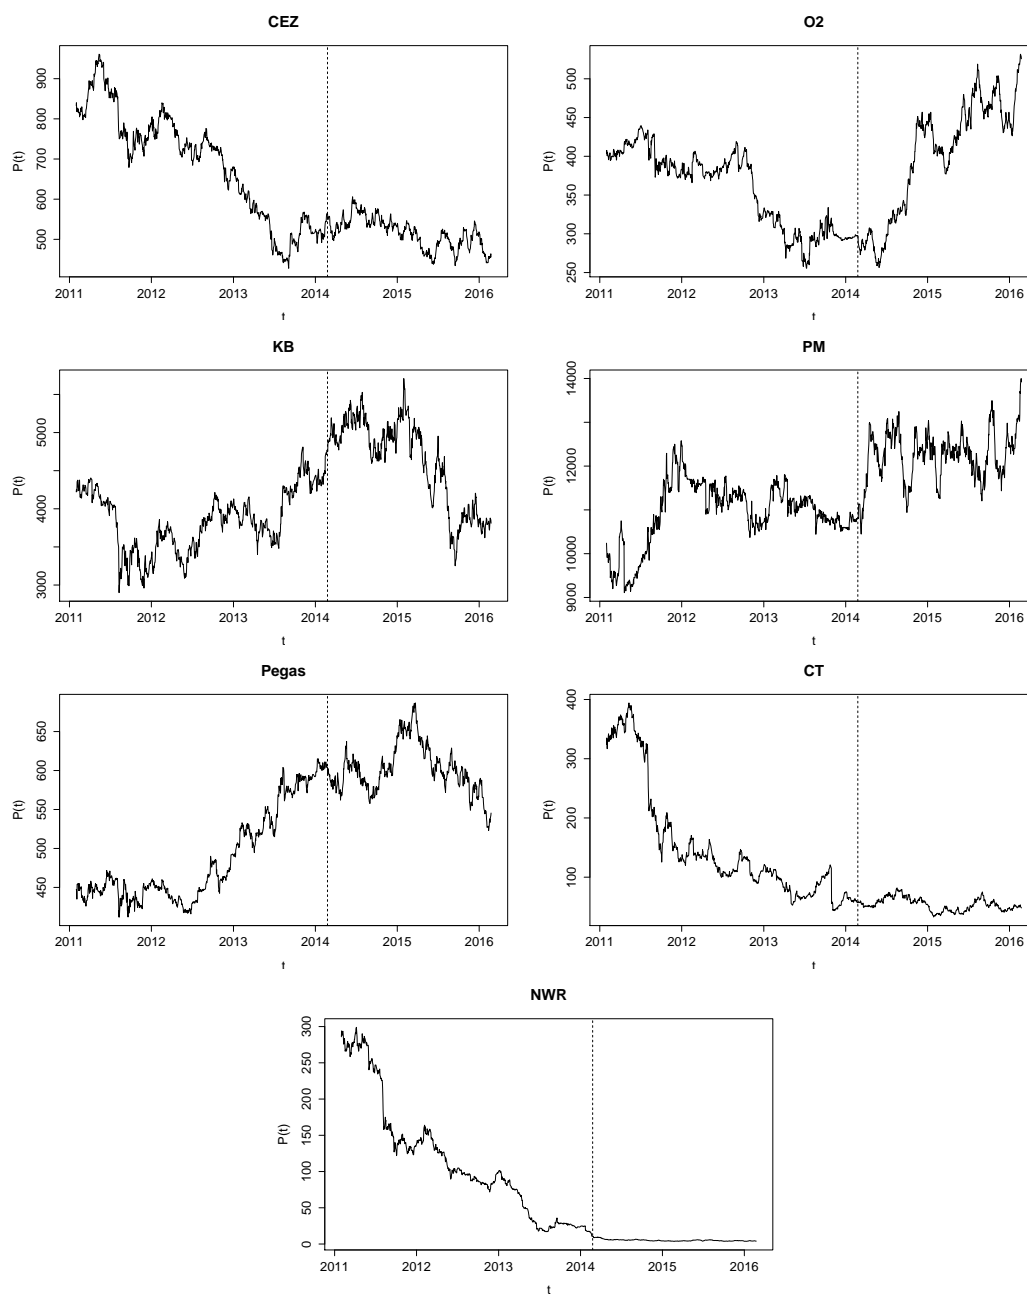 CEZ
P(t)
900
800
700
600
500
2011 2012 2013 2014 2015 2016
t
O2
P(t)
500
450
400
350
300
250
2011 2012 2013 2014 2015 2016
t
KB
P(t)
5000
4000
3000
2011 2012 2013 2014 2015 2016
t
PM
P(t)
14000
12000
10000
9000
2011 2012 2013 2014 2015 2016
t
Pegas
P(t)
650
600
550
500
450
2011 2012 2013 2014 2015 2016
t
CT
P(t)
400
300
200
100
2011 2012 2013 2014 2015 2016
t
NWR
P(t)
300
250
200
150
100
50
0
2011 2012 2013 2014 2015 2016
t